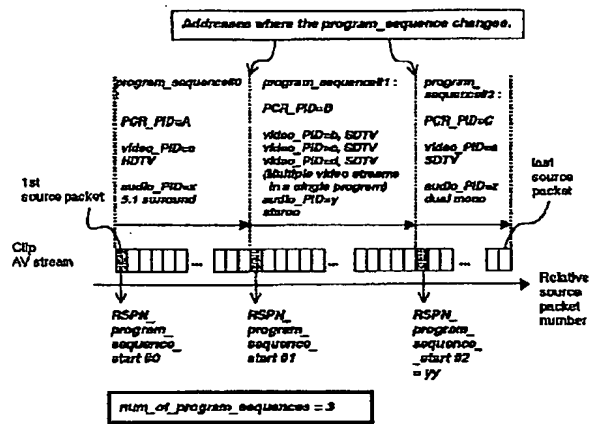 Addresses where the program_sequence changes.
program_sequence#0
PCR_PID=A
video_PID=a
HDTV
audio_PID=x
5.1 surround
program_sequence#1 :
PCR_PID=B
video_PID=b, SDTV
video_PID=c, SDTV
video_PID=d, SDTV
(Multiple video streams
in a single program)
audio_PID=y
stereo
program_
sequence#2 :
PCR_PID=C
video_PID=e
SDTV
audio_PID=z
dual mono
1st
source packet
last
source
packet
Clip
AV stream
...
...
...
...
Relative
source
packet
number
RSPN_
program_
sequence_
start #0
RSPN_
program_
sequence_
start #1
RSPN_
program_
sequence_
_start #2
= yy
num_of_program_sequences = 3